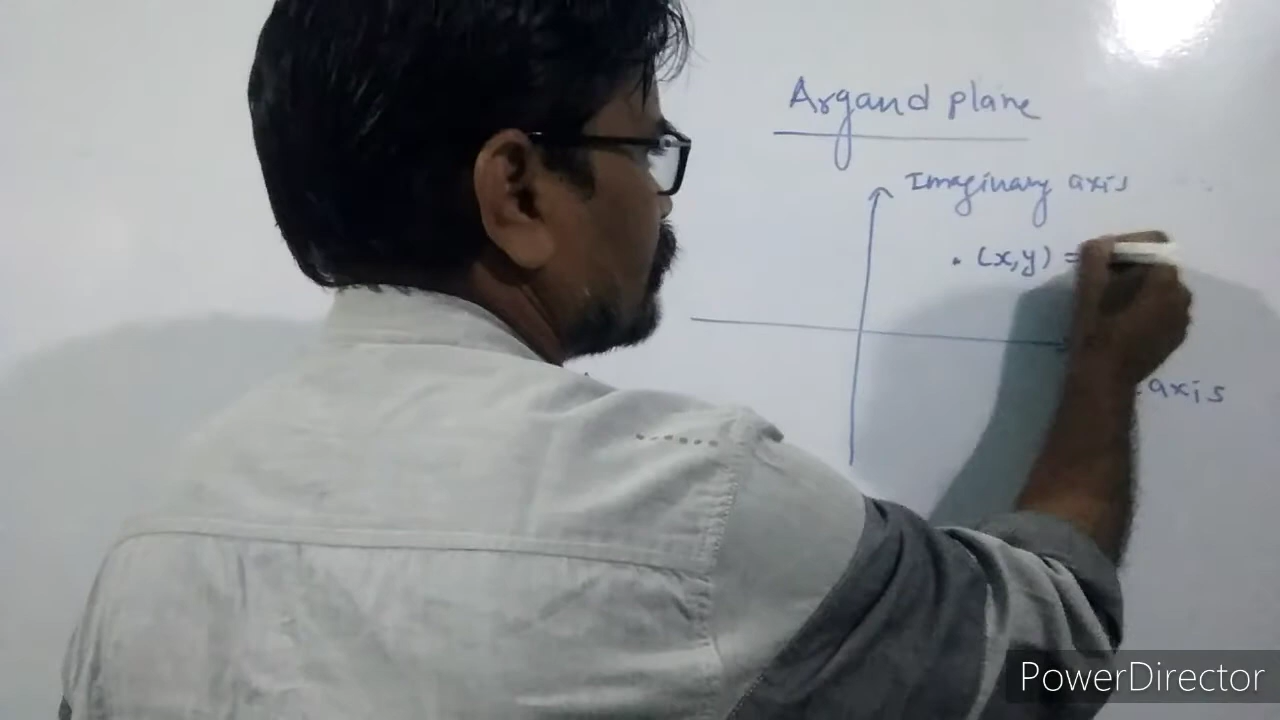 Argand plane
Imaginary axis
. (x,y) =
axis
PowerDirector